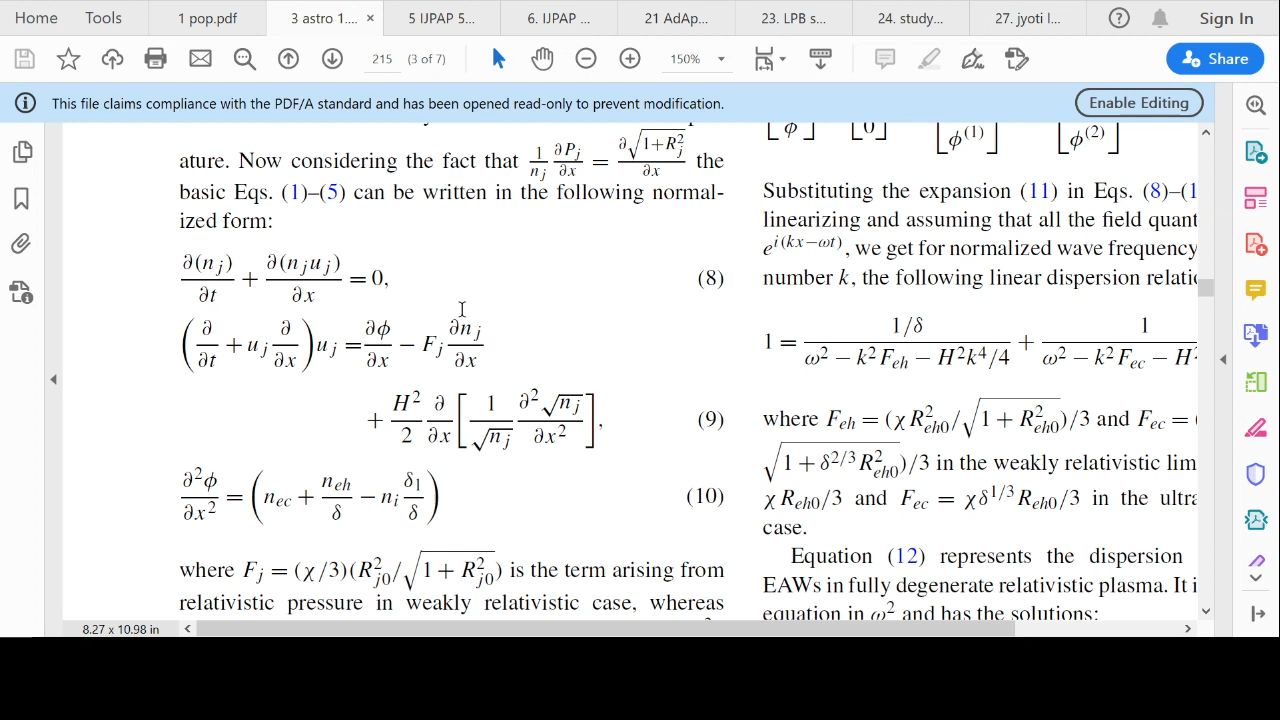 Home Tools 1 pop.pdf 3 astro 1.... × 5 IJPAP 5... 6. IJPAP ... 21 AdAp... 23. LPB s... 24. study... 27. jyoti l... Sign In
215 (3 of 7) 150% Share
This file claims compliance with the PDF/A standard and has been opened read-only to prevent modification. Enable Editing
ature. Now considering the fact that 1/n_j ∂P_j/∂x = ∂√(1+R_j^2)/∂x the
basic Eqs. (1)–(5) can be written in the following normal-
ized form:
∂(n_j)/∂t + ∂(n_j u_j)/∂x = 0, (8)
(∂/∂t + u_j ∂/∂x) u_j = ∂ϕ/∂x − F_j ∂n_j/∂x
+ H^2/2 ∂/∂x [1/√n_j ∂^2 √n_j/∂x^2], (9)
∂^2ϕ/∂x^2 = (n_ec + n_eh/δ − n_i δ_1/δ) (10)
where F_j = (χ/3)(R_j0^2/√(1 + R_j0^2)) is the term arising from
relativistic pressure in weakly relativistic case, whereas
[ϕ] [0] [ϕ^(1)] [ϕ^(2)]
Substituting the expansion (11) in Eqs. (8)–(1
linearizing and assuming that all the field quant
e^i(kx−ωt), we get for normalized wave frequency
number k, the following linear dispersion relatio
1 = (1/δ)/(ω^2 − k^2 F_eh − H^2 k^4/4) + 1/(ω^2 − k^2 F_ec − H^2
where F_eh = (χ R_eh0^2/√(1 + R_eh0^2))/3 and F_ec = (
√(1 + δ^2/3 R_eh0^2))/3 in the weakly relativistic lim
χ R_eh0/3 and F_ec = χδ^1/3 R_eh0/3 in the ultra
case.
Equation (12) represents the dispersion
EAWs in fully degenerate relativistic plasma. It i
equation in ω^2 and has the solutions:
8.27 x 10.98 in